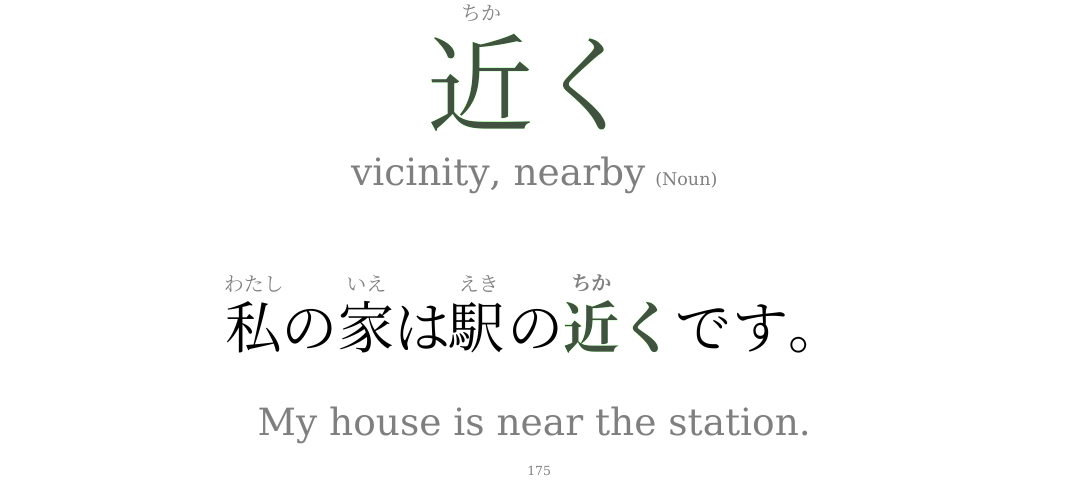 ちか
近く
vicinity, nearby (Noun)
わたし いえ えき ちか
私の家は駅の近くです。
My house is near the station.
175